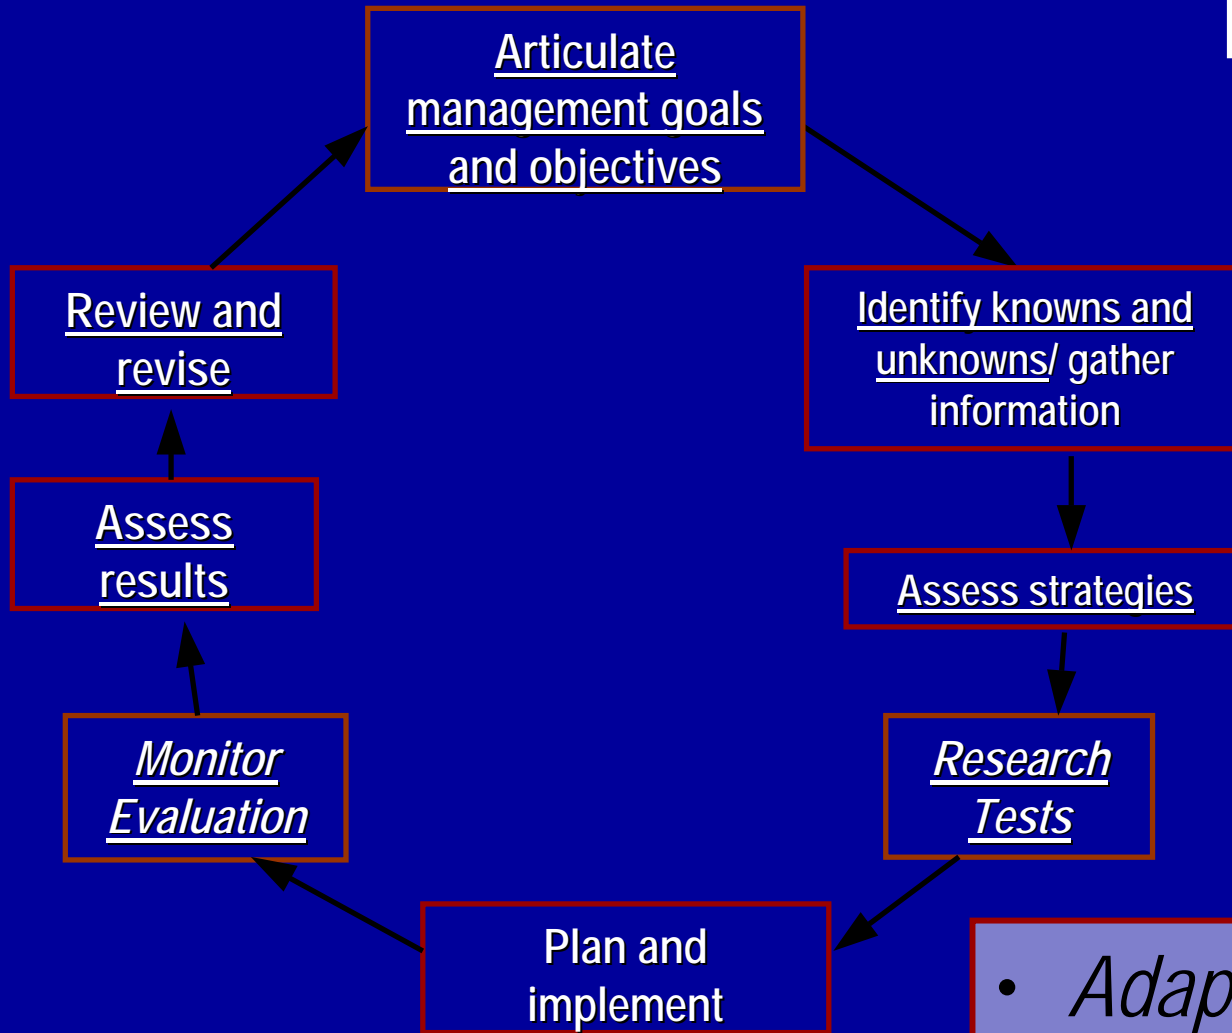 Articulate
management goals
and objectives
Identify knowns and
unknowns/ gather
information
Assess strategies
Research
Tests
Plan and
implement
Monitor
Evaluation
Assess
results
Review and
revise
• Adap